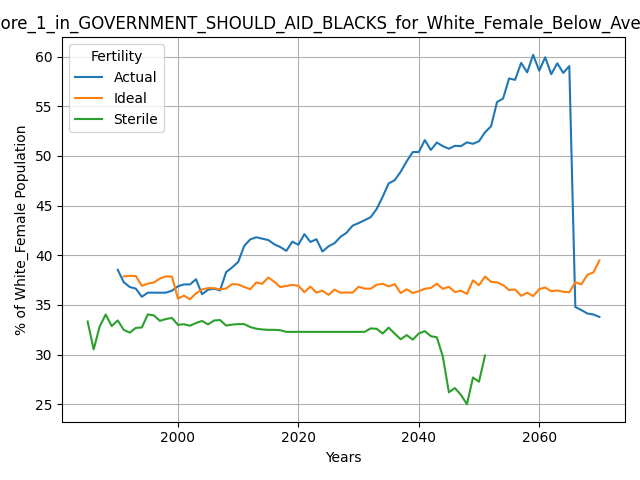 ore_1_in_GOVERNMENT_SHOULD_AID_BLACKS_for_White_Female_Below_Ave
Fertility
Actual
Ideal
Sterile
60
55
50
45
40
35
30
25
% of White_Female Population
2000
2020
2040
2060
Years